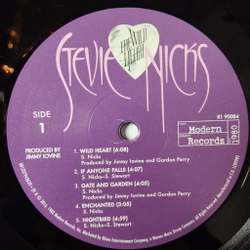 STEVIE NICKS
THE WILD HEART
SIDE
1
PRODUCED BY
JIMMY IOVINE
81 90084
Modern
Records
1980
1. WILD HEART (6:08)
S. Nicks
Produced by Jimmy Iovine and Gordon Perry
2. IF ANYONE FALLS (4:07)
S. Nicks–S. Stewart
3. GATE AND GARDEN (4:05)
S. Nicks
4. ENCHANTED (3:05)
S. Nicks
5. NIGHTBIRD (4:59)
S. Nicks–S. Stewart